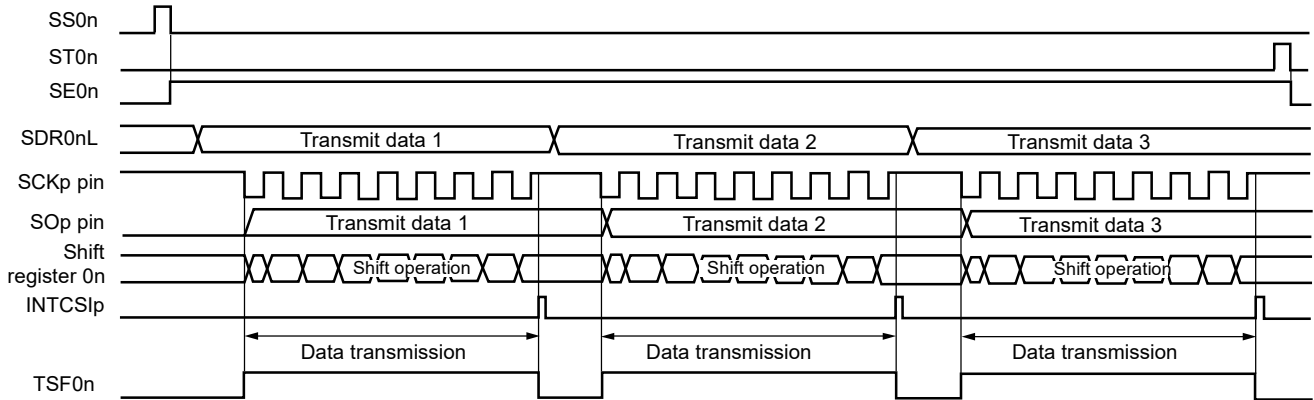 SS0n
ST0n
SE0n
SDR0nL Transmit data 1 Transmit data 2 Transmit data 3
SCKp pin
SOp pin Transmit data 1 Transmit data 2 Transmit data 3
Shift
register 0n Shift operation Shift operation Shift operation
INTCSIp
Data transmission Data transmission Data transmission
TSF0n